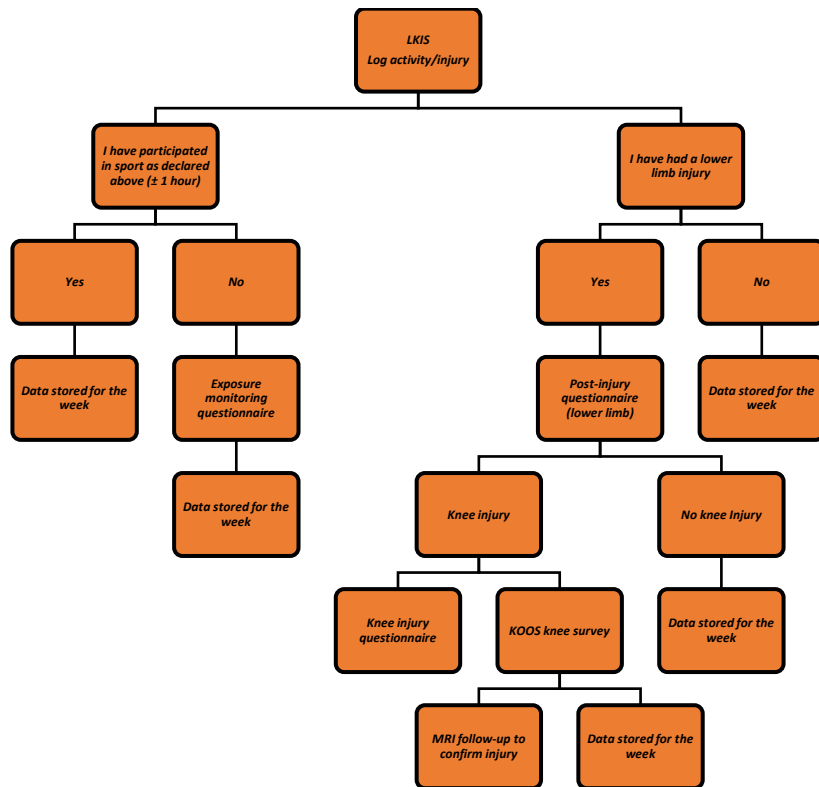 LKIS
Log activity/injury
I have participated
in sport as declared
above (± 1 hour)
I have had a lower
limb injury
Yes
No
Yes
No
Data stored for the
week
Exposure
monitoring
questionnaire
Post-injury
questionnaire
(lower limb)
Data stored for the
week
Data stored for the
week
Knee injury
No knee Injury
Knee injury
questionnaire
KOOS knee survey
Data stored for the
week
MRI follow-up to
confirm injury
Data stored for the
week